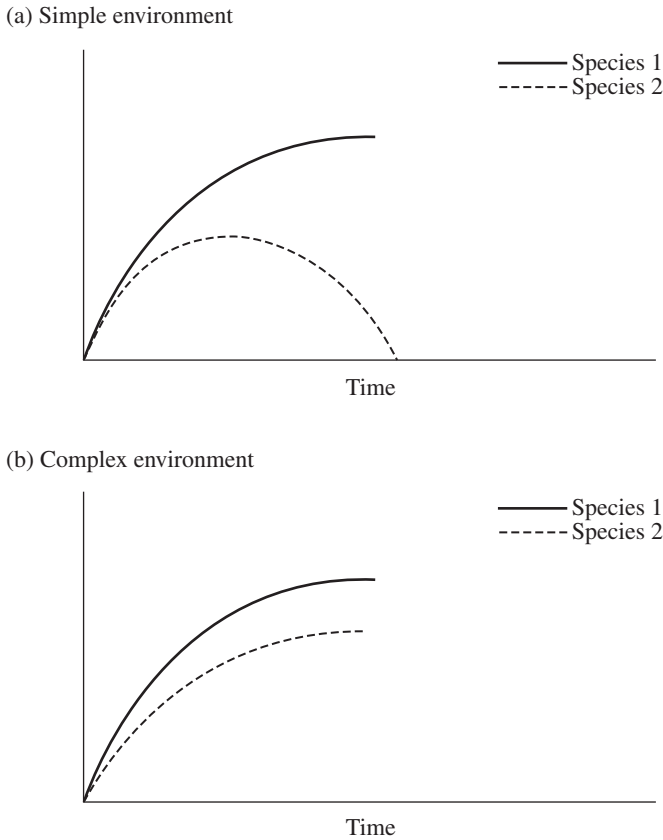 (a) Simple environment
Species 1
Species 2
Time
(b) Complex environment
Species 1
Species 2
Time